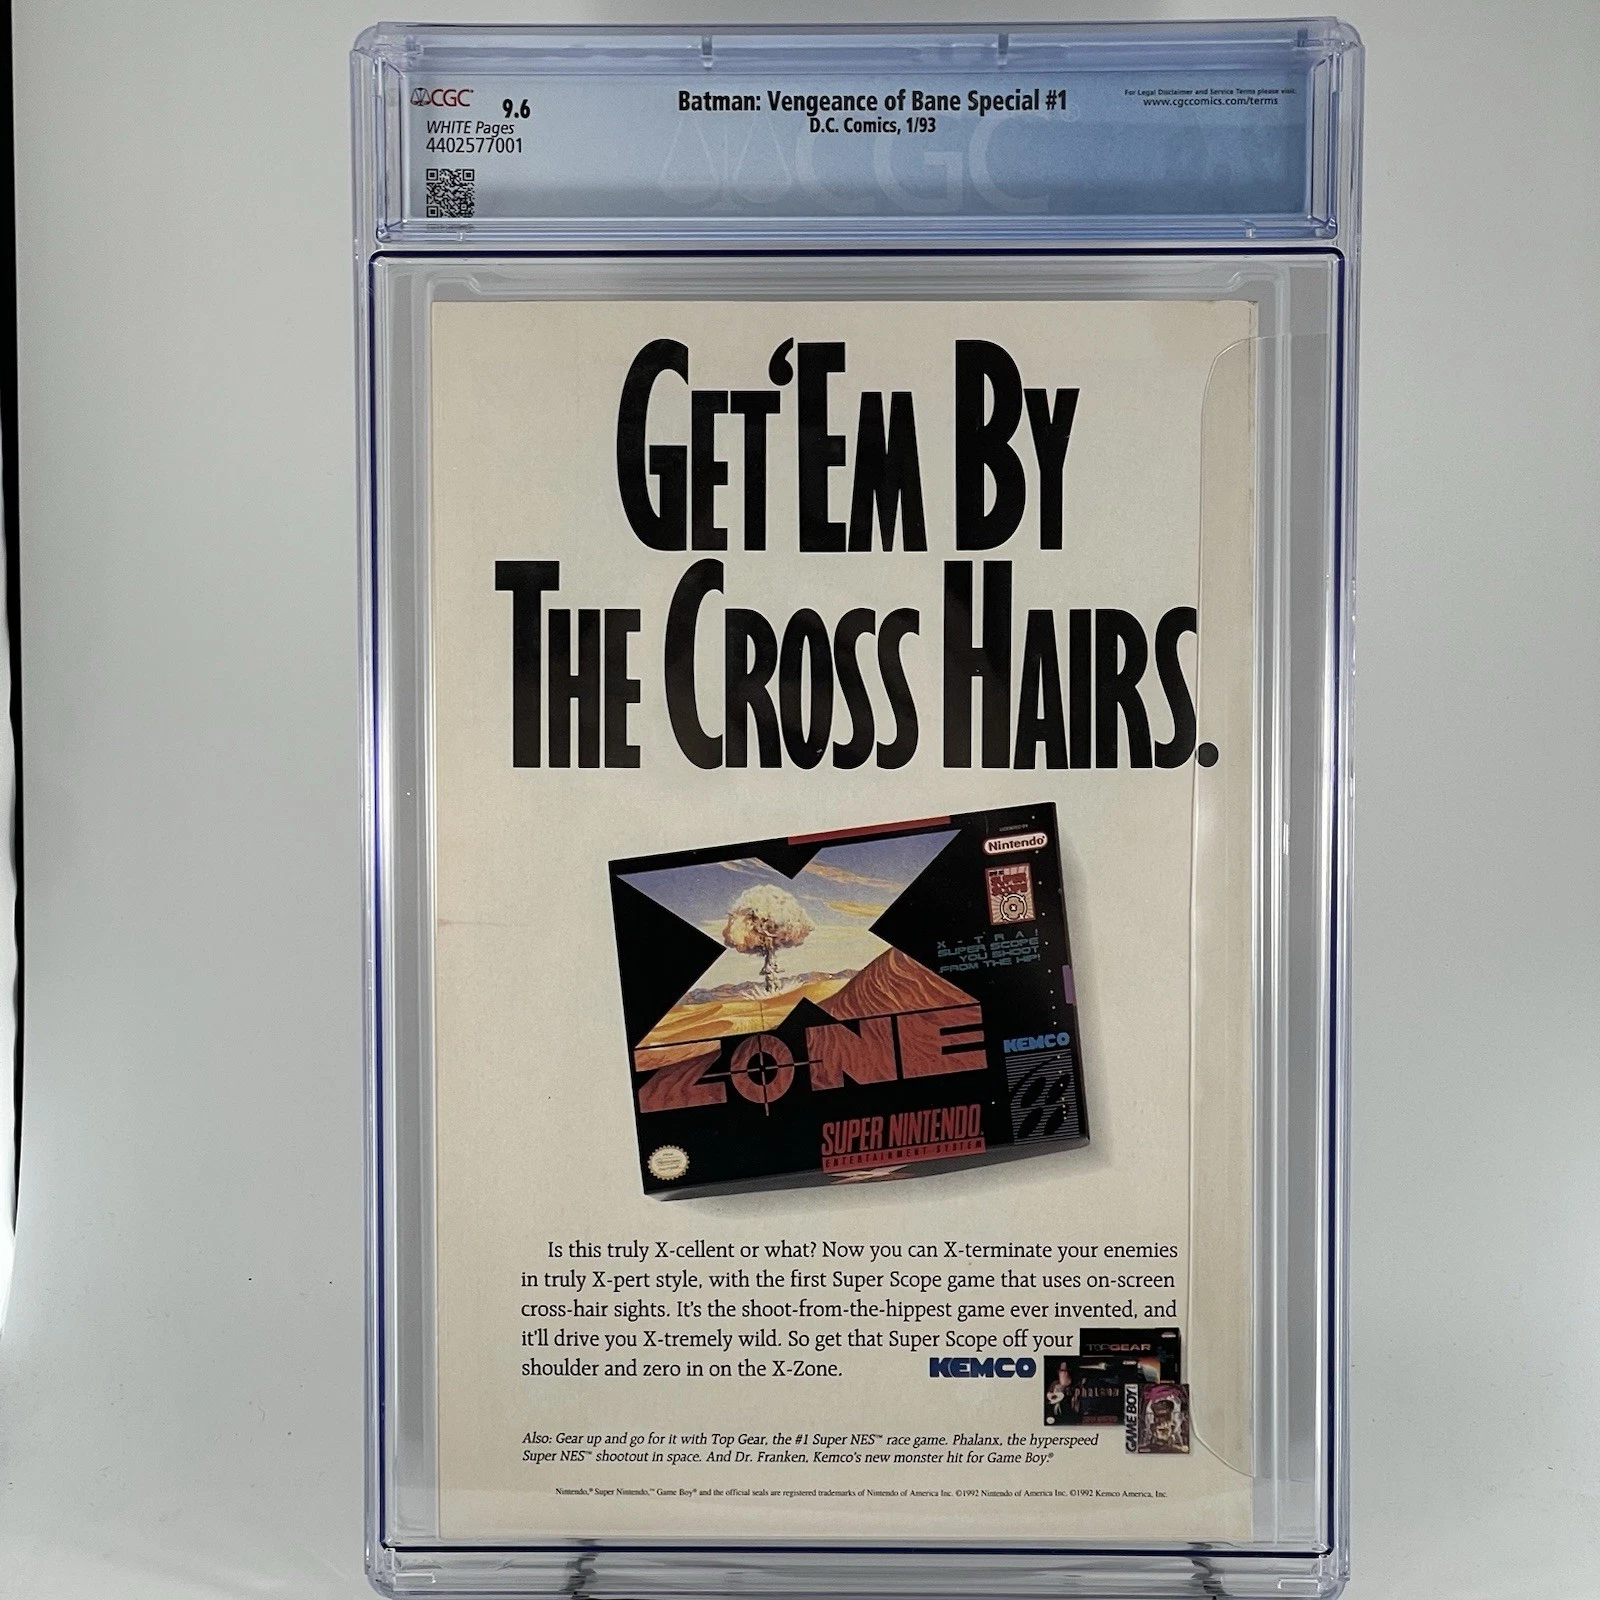 CGC 9.6
WHITE Pages
4402577001
Batman: Vengeance of Bane Special #1
D.C. Comics, 1/93
For Legal Disclaimer and Service Terms please visit:
www.cgccomics.com/terms
CGC
GET 'EM BY
THE CROSS HAIRS.
LICENSED BY
Nintendo
SUPER
SCOPE
X-TRA!
SUPER SCOPE
YOU SHOOT
FROM THE HIP!
X
ZONE
KEMCO
SUPER NINTENDO
ENTERTAINMENT SYSTEM
Is this truly X-cellent or what? Now you can X-terminate your enemies
in truly X-pert style, with the first Super Scope game that uses on-screen
cross-hair sights. It's the shoot-from-the-hippest game ever invented, and
it'll drive you X-tremely wild. So get that Super Scope off your
shoulder and zero in on the X-Zone.
KEMCO
TOP GEAR
phalanx
GAME BOY
Also: Gear up and go for it with Top Gear, the #1 Super NES™ race game. Phalanx, the hyperspeed
Super NES™ shootout in space. And Dr. Franken, Kemco's new monster hit for Game Boy.®
Nintendo,® Super Nintendo,™ Game Boy® and the official seals are registered trademarks of Nintendo of America Inc. ©1992 Nintendo of America Inc. ©1992 Kemco America, Inc.